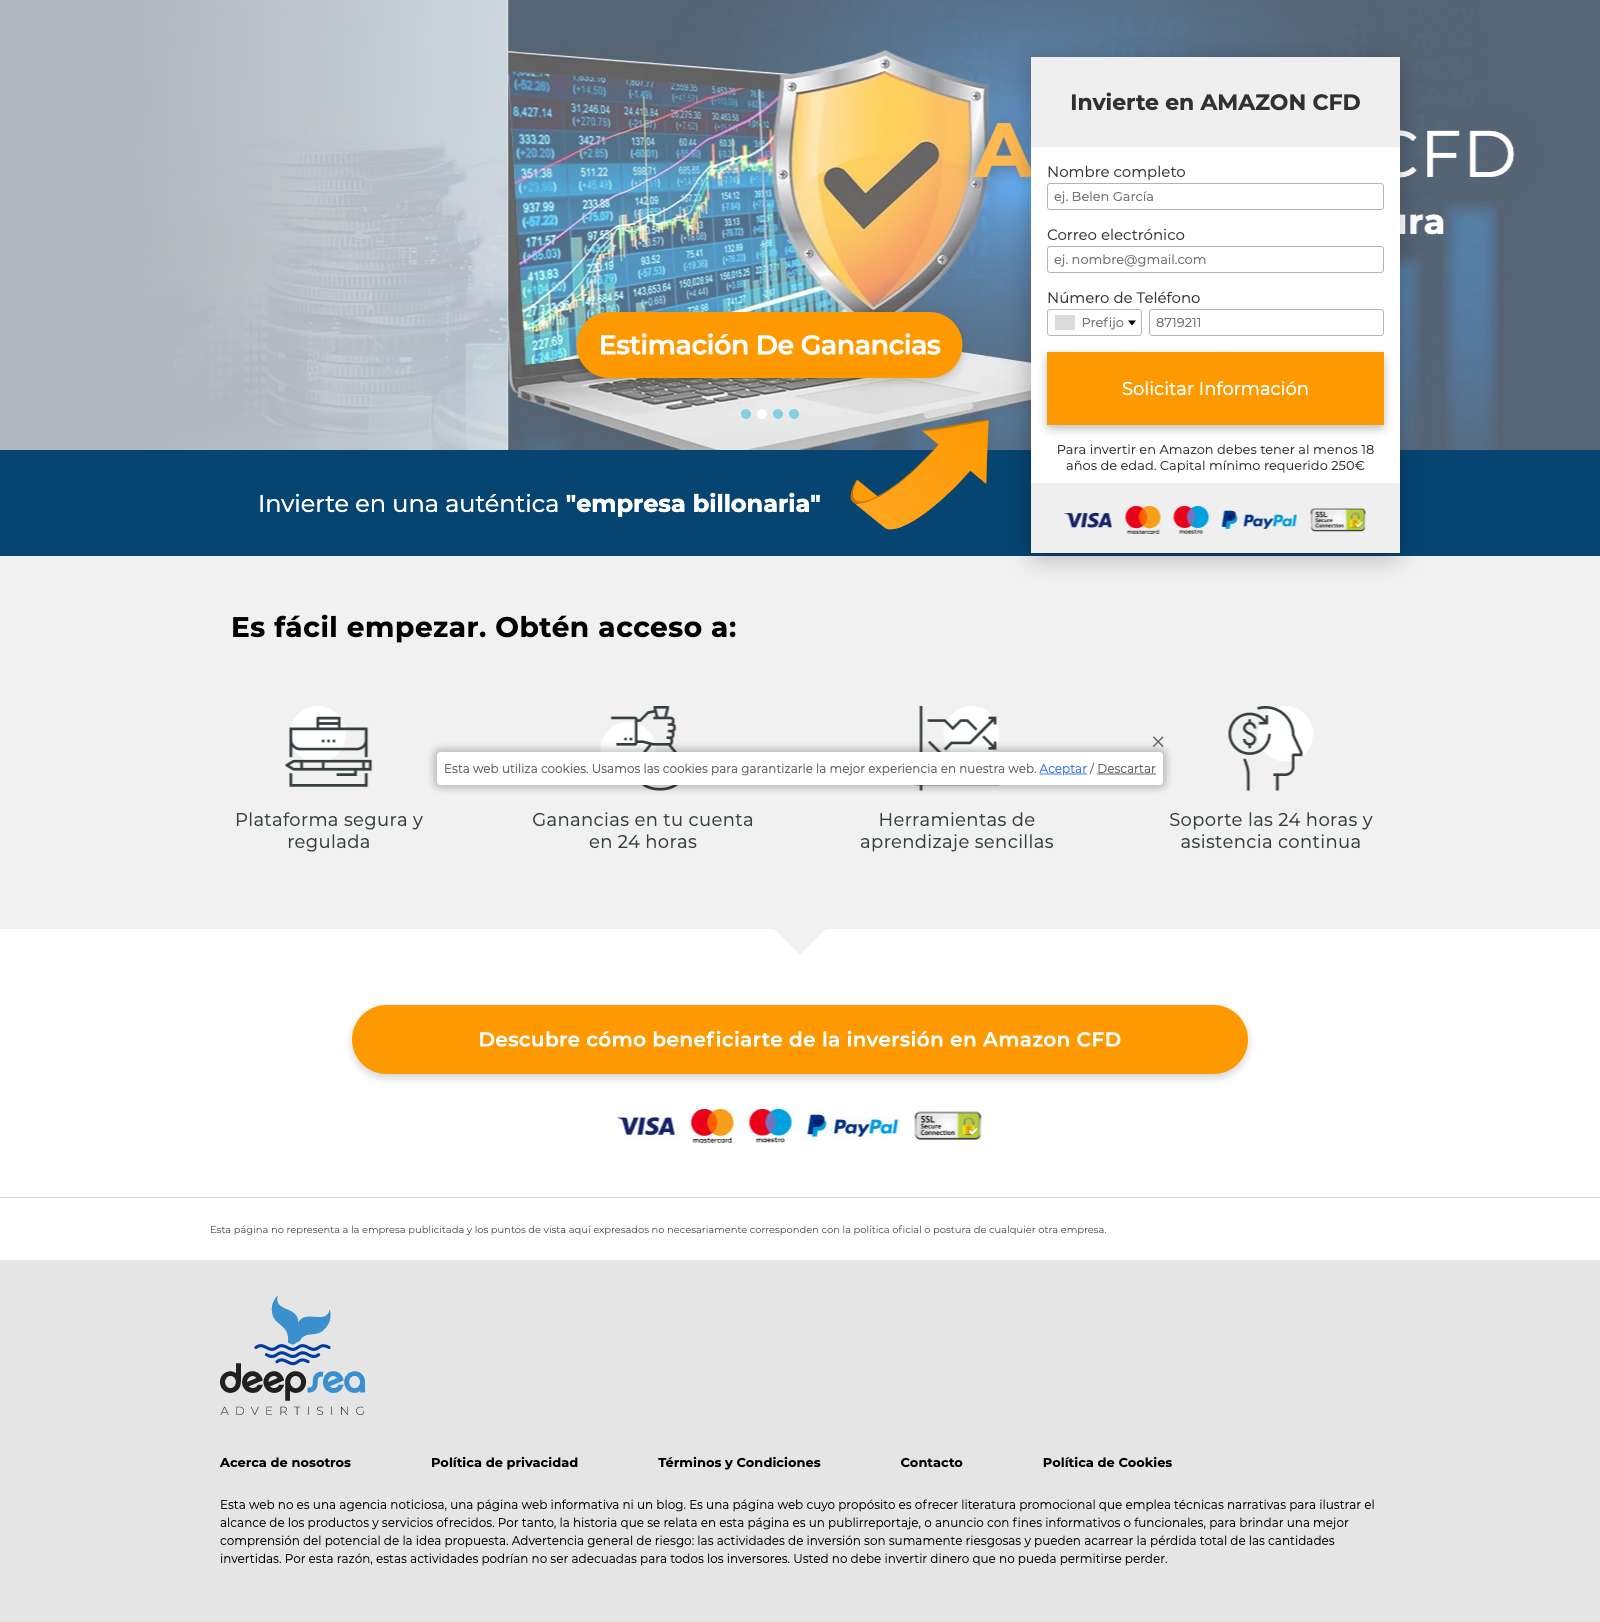 CFD
ura
Estimación De Ganancias
Invierte en una auténtica "empresa billonaria"
Invierte en AMAZON CFD
Nombre completo
ej. Belen García
Correo electrónico
ej. nombre@gmail.com
Número de Teléfono
Prefijo 8719211
Solicitar Información
Para invertir en Amazon debes tener al menos 18
años de edad. Capital mínimo requerido 250€
VISA mastercard maestro PayPal SSL Secure Connection
Es fácil empezar. Obtén acceso a:
Esta web utiliza cookies. Usamos las cookies para garantizarle la mejor experiencia en nuestra web. Aceptar / Descartar
Plataforma segura y
regulada
Ganancias en tu cuenta
en 24 horas
Herramientas de
aprendizaje sencillas
Soporte las 24 horas y
asistencia continua
Descubre cómo beneficiarte de la inversión en Amazon CFD
VISA mastercard maestro PayPal SSL Secure Connection
Esta página no representa a la empresa publicitada y los puntos de vista aquí expresados no necesariamente corresponden con la política oficial o postura de cualquier otra empresa.
deepsea
ADVERTISING
Acerca de nosotros Política de privacidad Términos y Condiciones Contacto Política de Cookies
Esta web no es una agencia noticiosa, una página web informativa ni un blog. Es una página web cuyo propósito es ofrecer literatura promocional que emplea técnicas narrativas para ilustrar el
alcance de los productos y servicios ofrecidos. Por tanto, la historia que se relata en esta página es un publirreportaje, o anuncio con fines informativos o funcionales, para brindar una mejor
comprensión del potencial de la idea propuesta. Advertencia general de riesgo: las actividades de inversión son sumamente riesgosas y pueden acarrear la pérdida total de las cantidades
invertidas. Por esta razón, estas actividades podrían no ser adecuadas para todos los inversores. Usted no debe invertir dinero que no pueda permitirse perder.